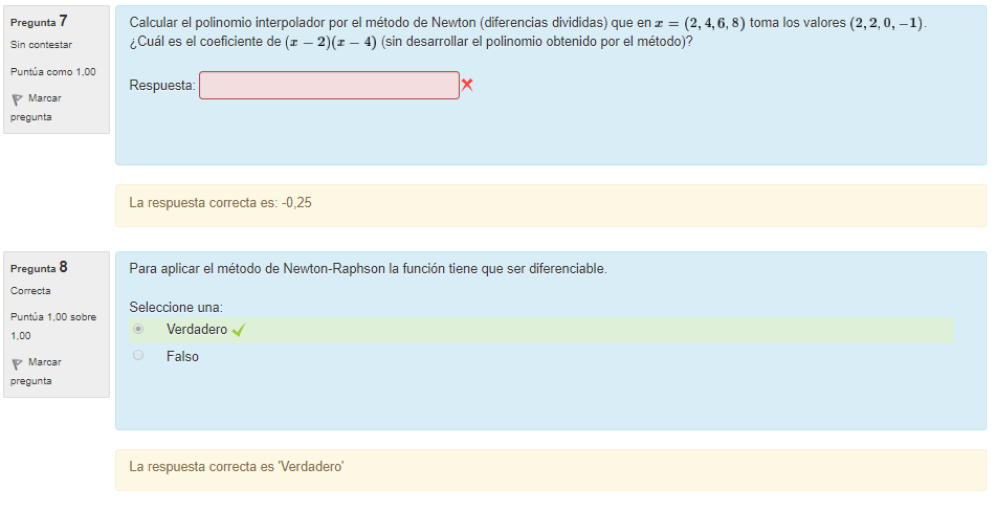 Pregunta 7
Sin contestar
Puntúa como 1,00
Marcar
pregunta
Calcular el polinomio interpolador por el método de Newton (diferencias divididas) que en x = (2, 4, 6, 8) toma los valores (2, 2, 0, −1).
¿Cuál es el coeficiente de (x − 2)(x − 4) (sin desarrollar el polinomio obtenido por el método)?
Respuesta:
La respuesta correcta es: -0,25
Pregunta 8
Correcta
Puntúa 1,00 sobre
1,00
Marcar
pregunta
Para aplicar el método de Newton-Raphson la función tiene que ser diferenciable.
Seleccione una:
Verdadero
Falso
La respuesta correcta es 'Verdadero'